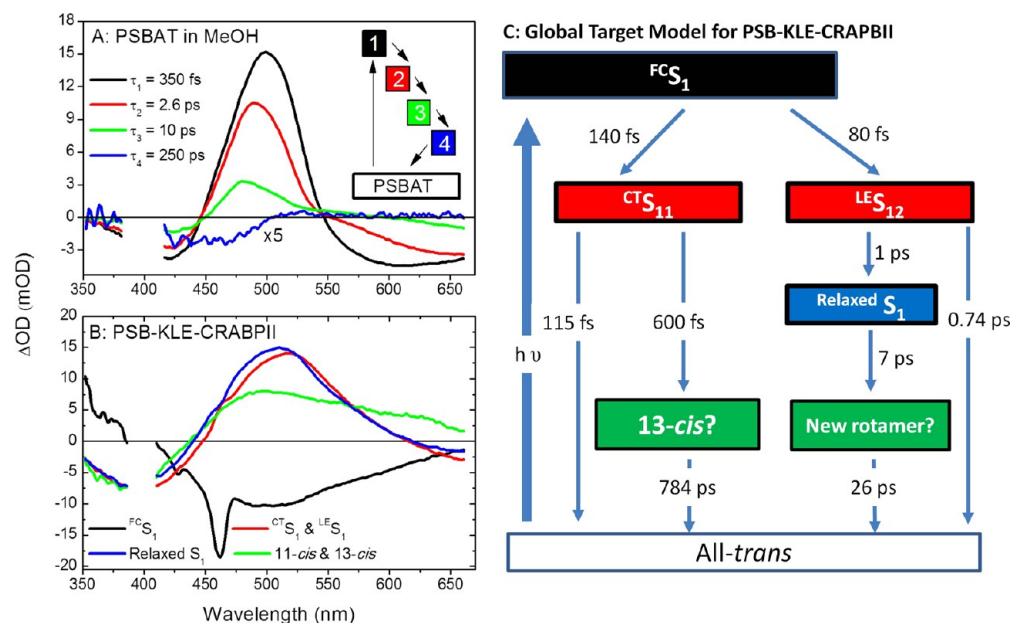 A: PSBAT in MeOH
τ1 = 350 fs
τ2 = 2.6 ps
τ3 = 10 ps
τ4 = 250 ps
1
2
3
4
PSBAT
x5
18
15
12
9
6
3
0
-3
350 400 450 500 550 600 650
ΔOD (mOD)
B: PSB-KLE-CRABPII
20
15
10
5
0
-5
-10
-15
-20
FCS1
CTS1 & LES1
Relaxed S1
11-cis & 13-cis
350 400 450 500 550 600 650
Wavelength (nm)
C: Global Target Model for PSB-KLE-CRAPBII
FCS1
140 fs
80 fs
CTS11
LES12
1 ps
Relaxed S1
115 fs
600 fs
0.74 ps
h υ
7 ps
13-cis?
New rotamer?
784 ps
26 ps
All-trans